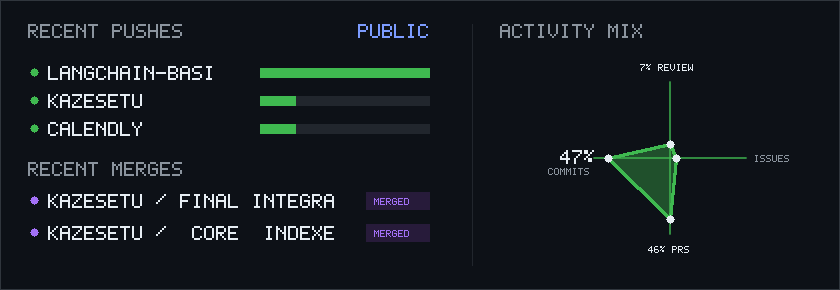 RECENT PUSHES PUBLIC
LANGCHAIN-BASI
KAZESETU
CALENDLY
RECENT MERGES
KAZESETU / FINAL INTEGRA MERGED
KAZESETU / CORE INDEXE MERGED
ACTIVITY MIX
7% REVIEW
47%
COMMITS
ISSUES
46% PRS